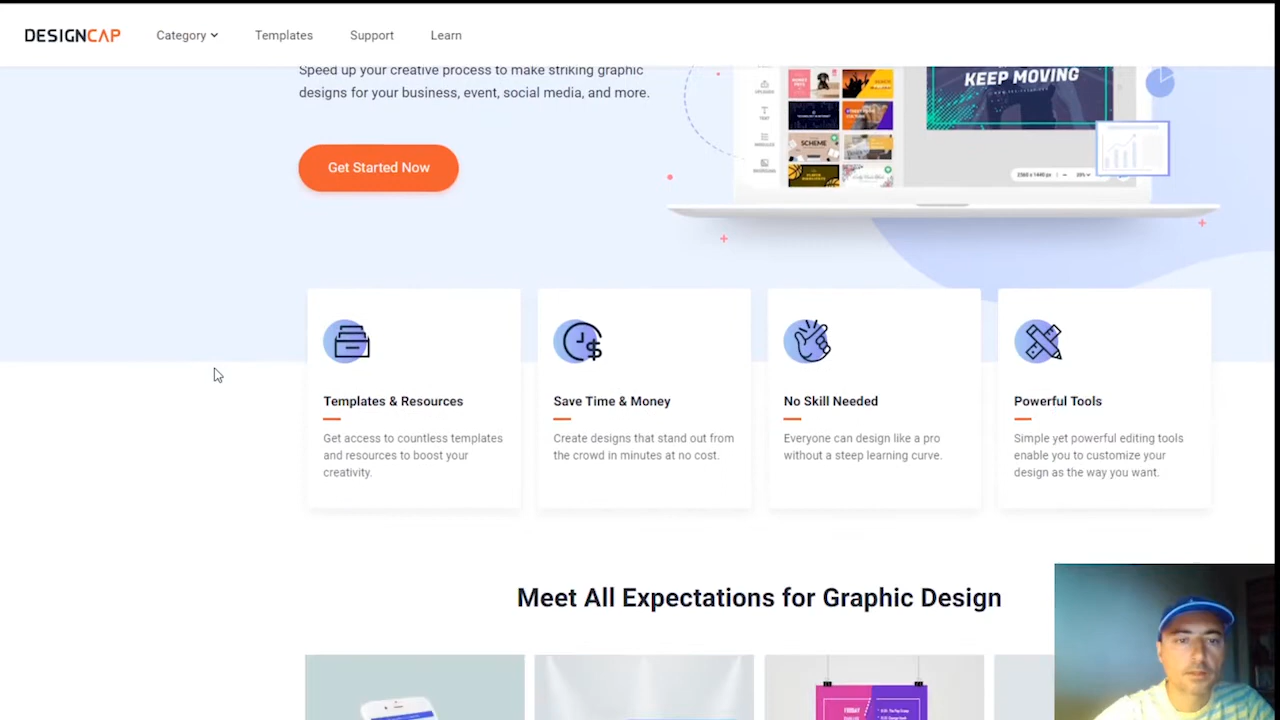 DESIGNCAP
Category
Templates
Support
Learn
Speed up your creative process to make striking graphic
designs for your business, event, social media, and more.
Get Started Now
KEEP MOVING
SCHEME
Templates & Resources
Get access to countless templates
and resources to boost your
creativity.
Save Time & Money
Create designs that stand out from
the crowd in minutes at no cost.
No Skill Needed
Everyone can design like a pro
without a steep learning curve.
Powerful Tools
Simple yet powerful editing tools
enable you to customize your
design as the way you want.
Meet All Expectations for Graphic Design